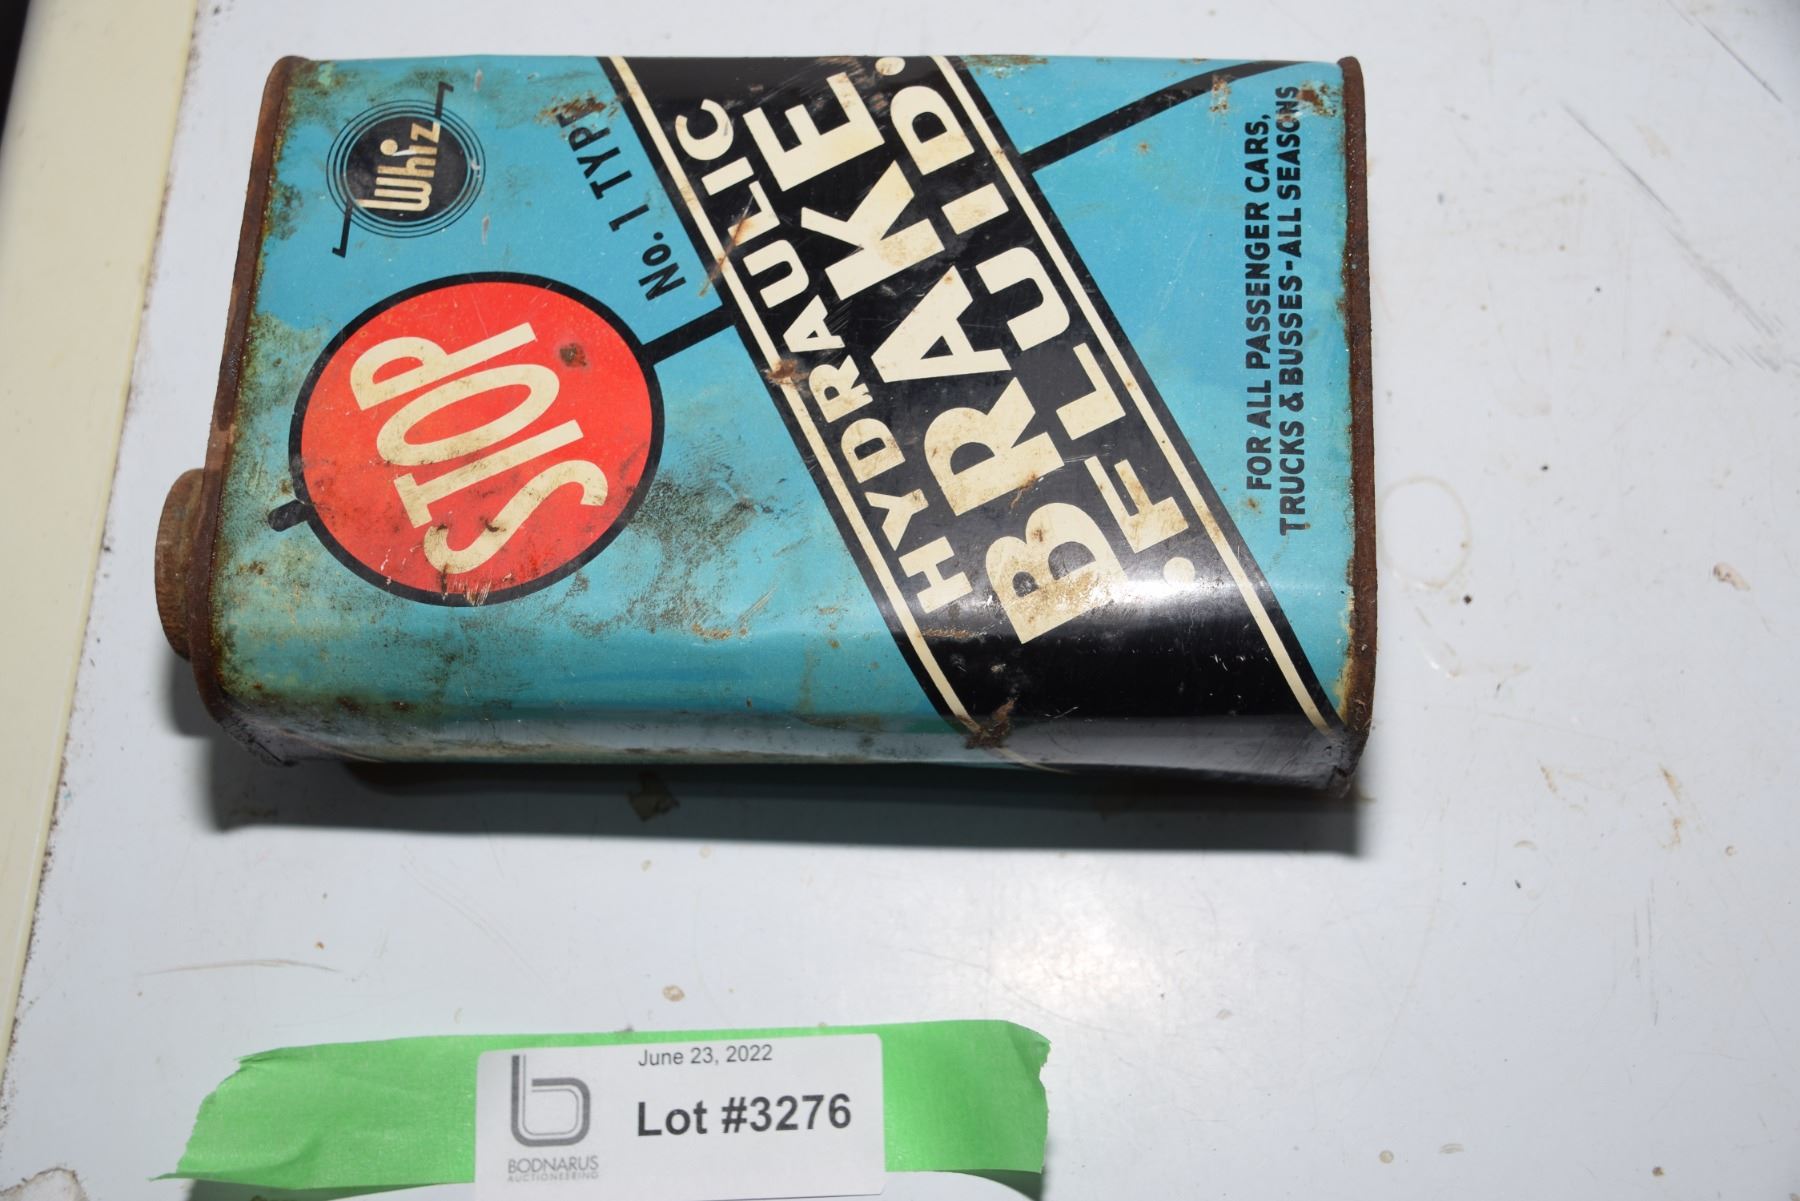 Whiz
STOP
No. 1 TYPE
HYDRAULIC
BRAKE
·FLUID·
FOR ALL PASSENGER CARS,
TRUCKS & BUSSES-ALL SEASONS
June 23, 2022
Lot #3276
BODNARUS
AUCTIONEERING